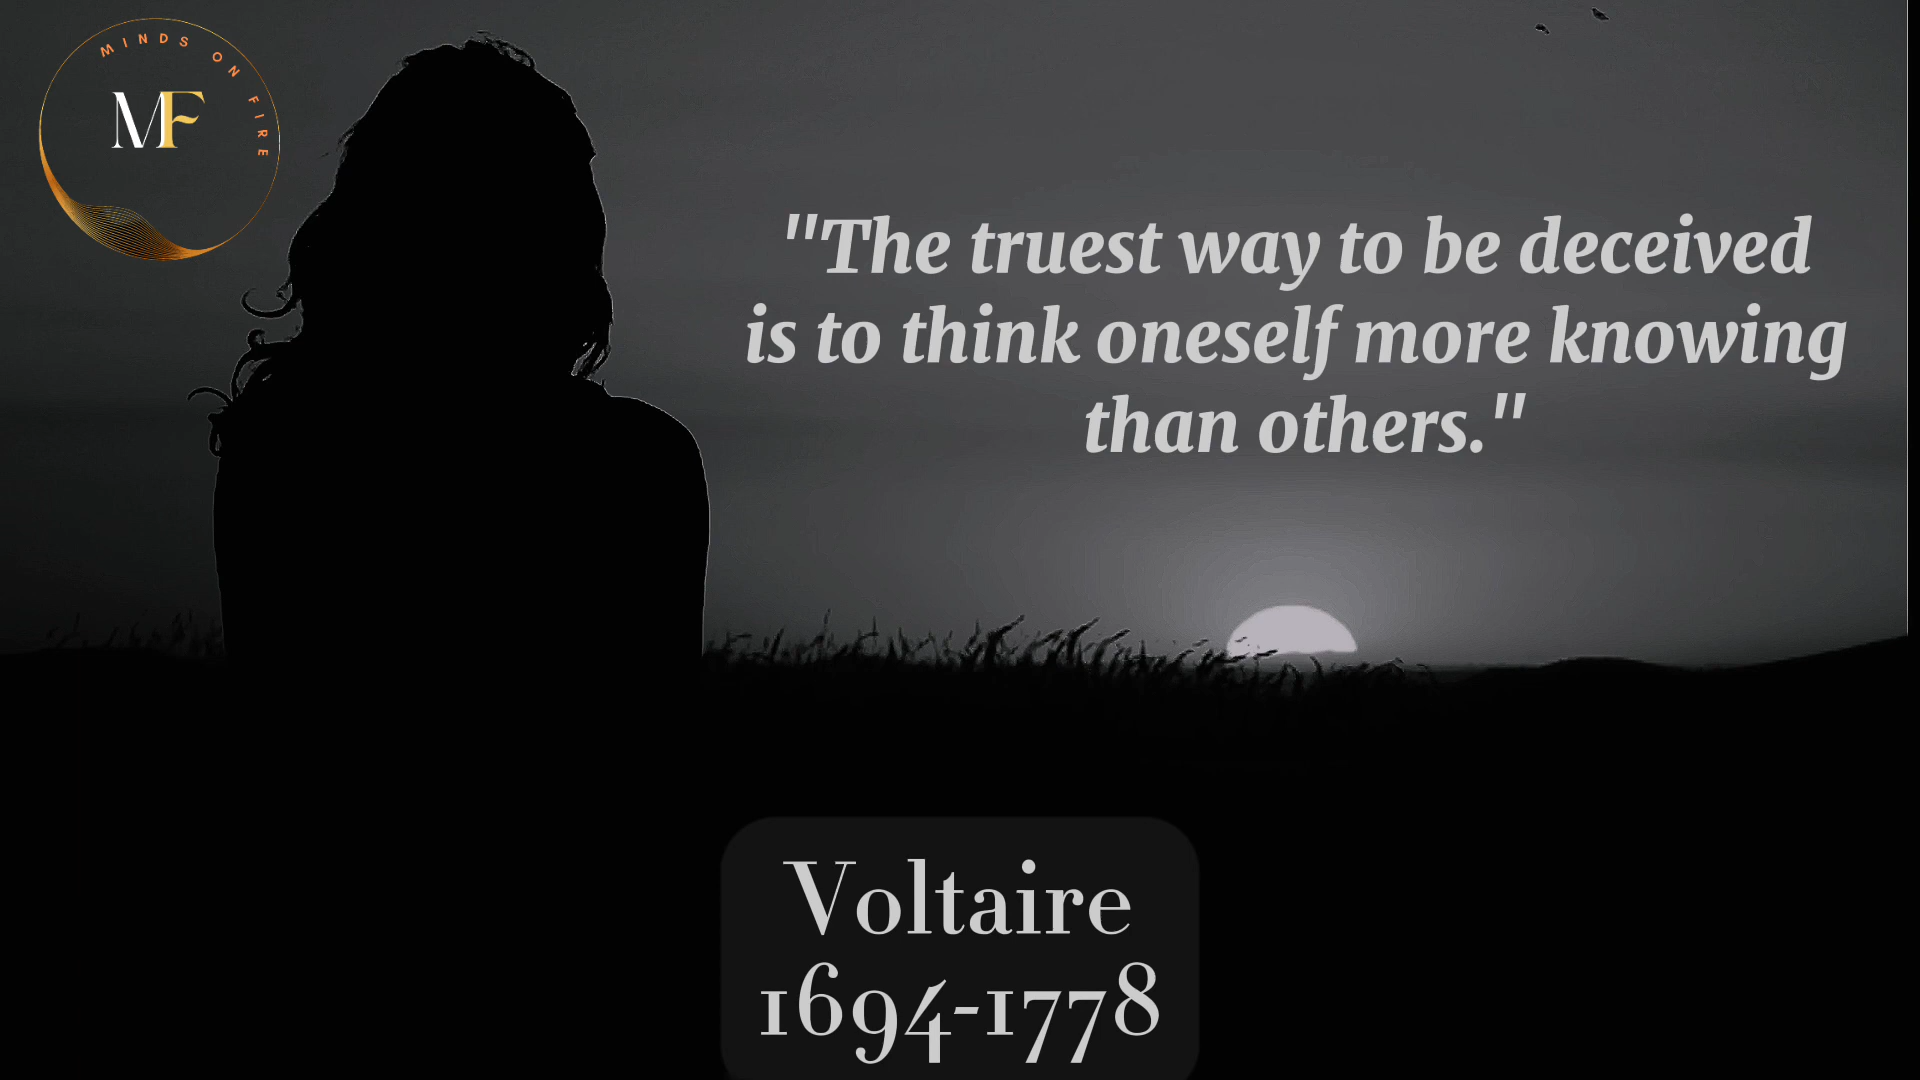 MINDS ON FIRE
MF
"The truest way to be deceived
is to think oneself more knowing
than others."
Voltaire
1694-1778